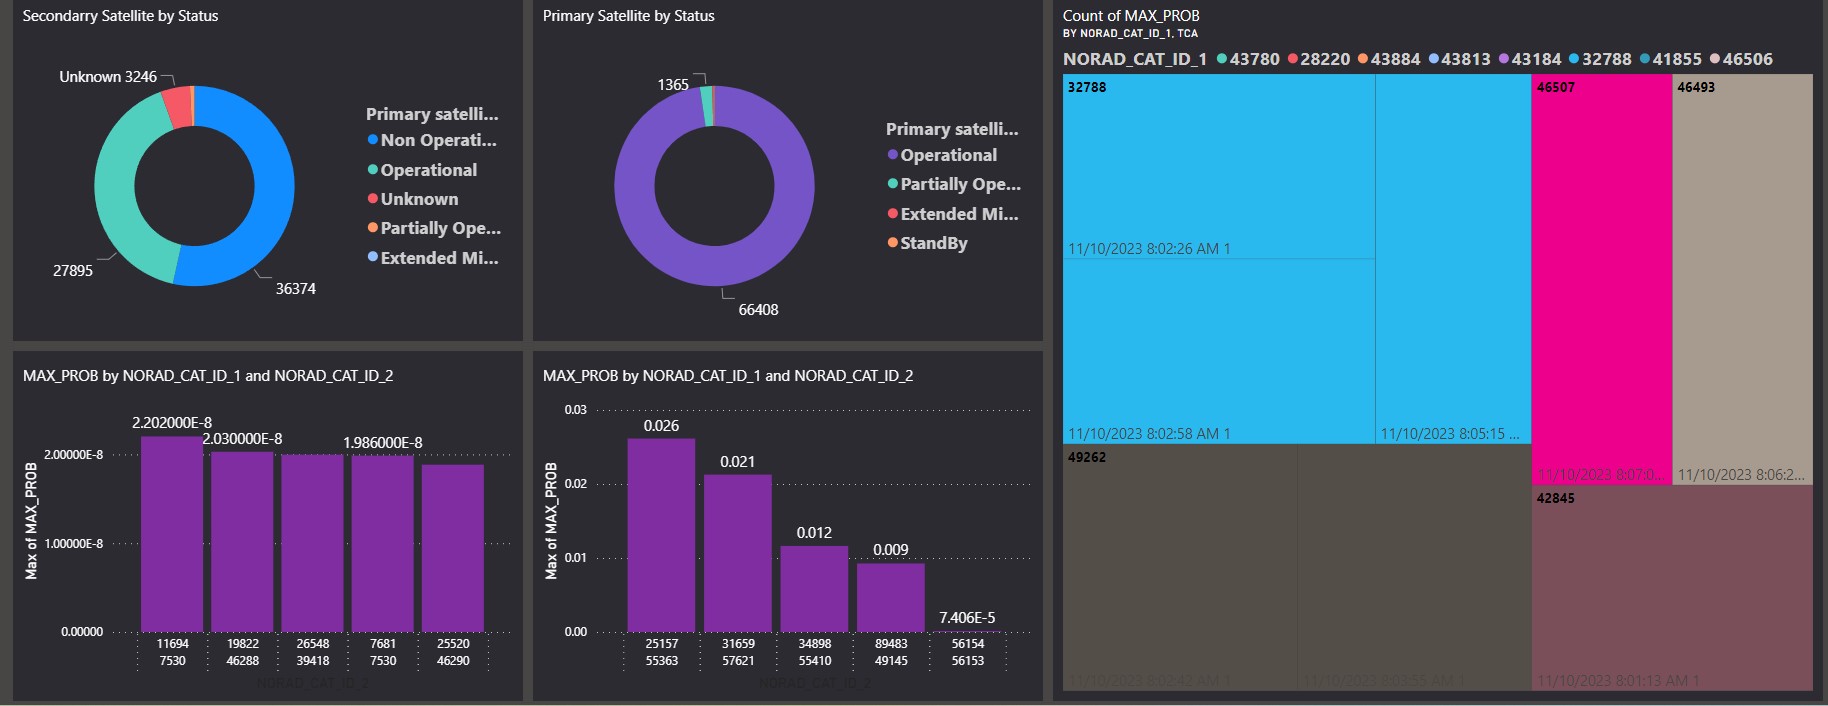 Secondarry Satellite by Status
Unknown 3246
27895
36374
Primary satelli...
Non Operati...
Operational
Unknown
Partially Ope...
Extended Mi...
Primary Satellite by Status
1365
66408
Primary satelli...
Operational
Partially Ope...
Extended Mi...
StandBy
Count of MAX_PROB
BY NORAD_CAT_ID_1, TCA
NORAD_CAT_ID_1 43780 28220 43884 43813 43184 32788 41855 46506
32788
11/10/2023 8:02:26 AM 1
11/10/2023 8:02:58 AM 1
11/10/2023 8:05:15 ...
46507
11/10/2023 8:07:0...
46493
11/10/2023 8:06:2...
49262
11/10/2023 8:02:42 AM 1
11/10/2023 8:03:55 AM 1
42845
11/10/2023 8:01:13 AM 1
MAX_PROB by NORAD_CAT_ID_1 and NORAD_CAT_ID_2
Max of MAX_PROB
2.00000E-8
1.00000E-8
0.00000
2.202000E-8
2.030000E-8
1.986000E-8
11694 19822 26548 7681 25520
7530 46288 39418 7530 46290
NORAD_CAT_ID_2
MAX_PROB by NORAD_CAT_ID_1 and NORAD_CAT_ID_2
Max of MAX_PROB
0.03
0.02
0.01
0.00
0.026
0.021
0.012
0.009
7.406E-5
25157 31659 34898 89483 56154
55363 57621 55410 49145 56153
NORAD_CAT_ID_2